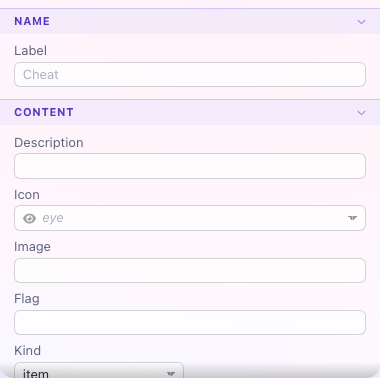 NAME
Label
Cheat
CONTENT
Description
Icon
eye
Image
Flag
Kind
item